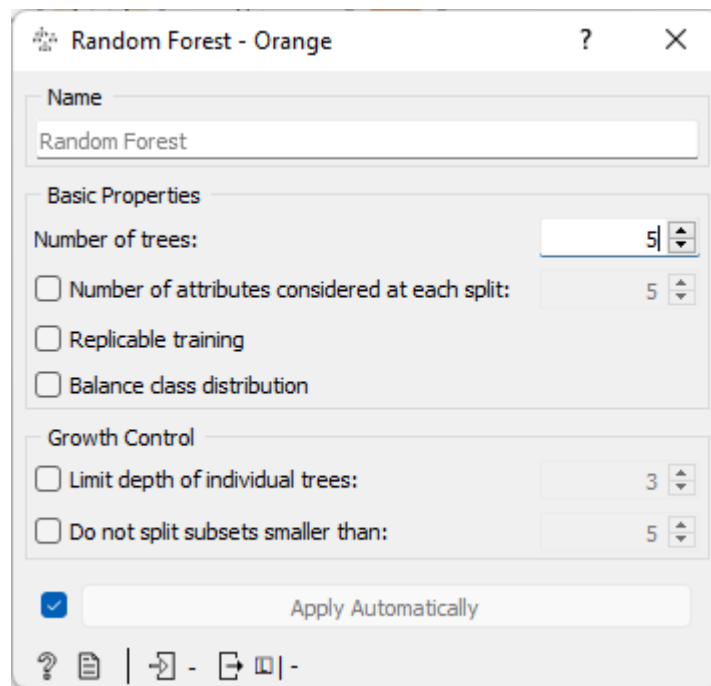 Random Forest - Orange ? ✕
Name
Random Forest
Basic Properties
Number of trees: 5
Number of attributes considered at each split: 5
Replicable training
Balance class distribution
Growth Control
Limit depth of individual trees: 3
Do not split subsets smaller than: 5
Apply Automatically
? | - | -